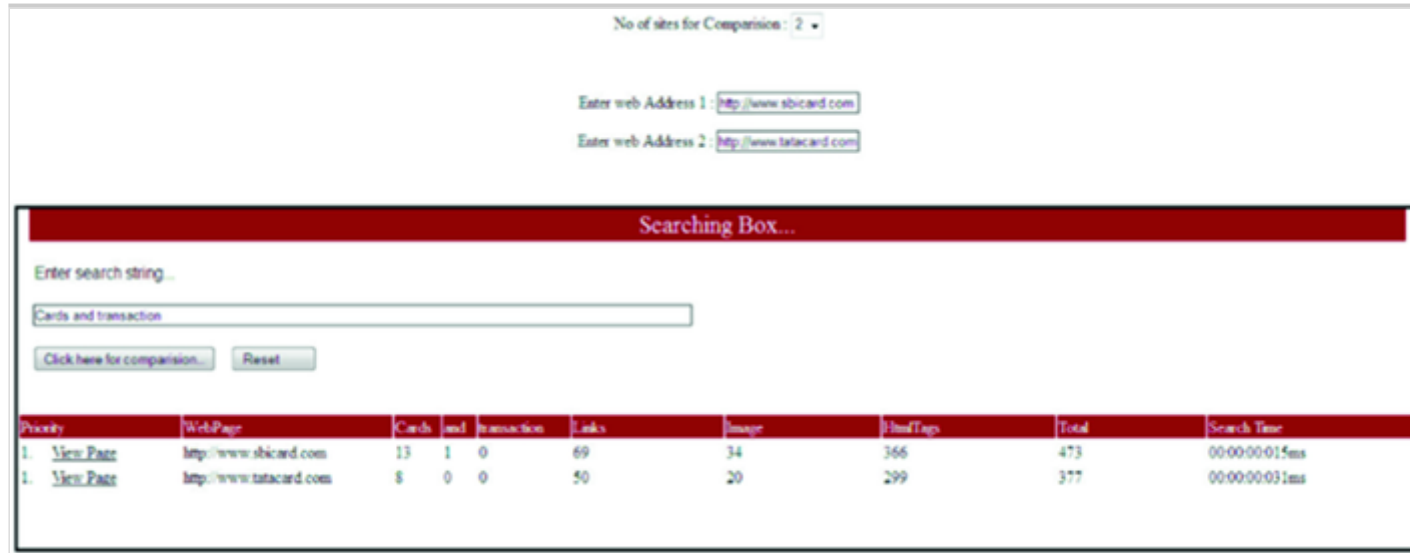 No of sites for Comparision : 2
Enter web Address 1 : http://www.sbicard.com
Enter web Address 2 : http://www.tatacard.com
Searching Box...
Enter search string...
Cards and transaction
Click here for comparision... Reset
Priority WebPage Cards and transaction Links Image HtmlTags Total Search Time
1. View Page http://www.sbicard.com 13 1 0 69 34 366 473 00:00:00:015ms
1. View Page http://www.tatacard.com 8 0 0 50 20 299 377 00:00:00:031ms